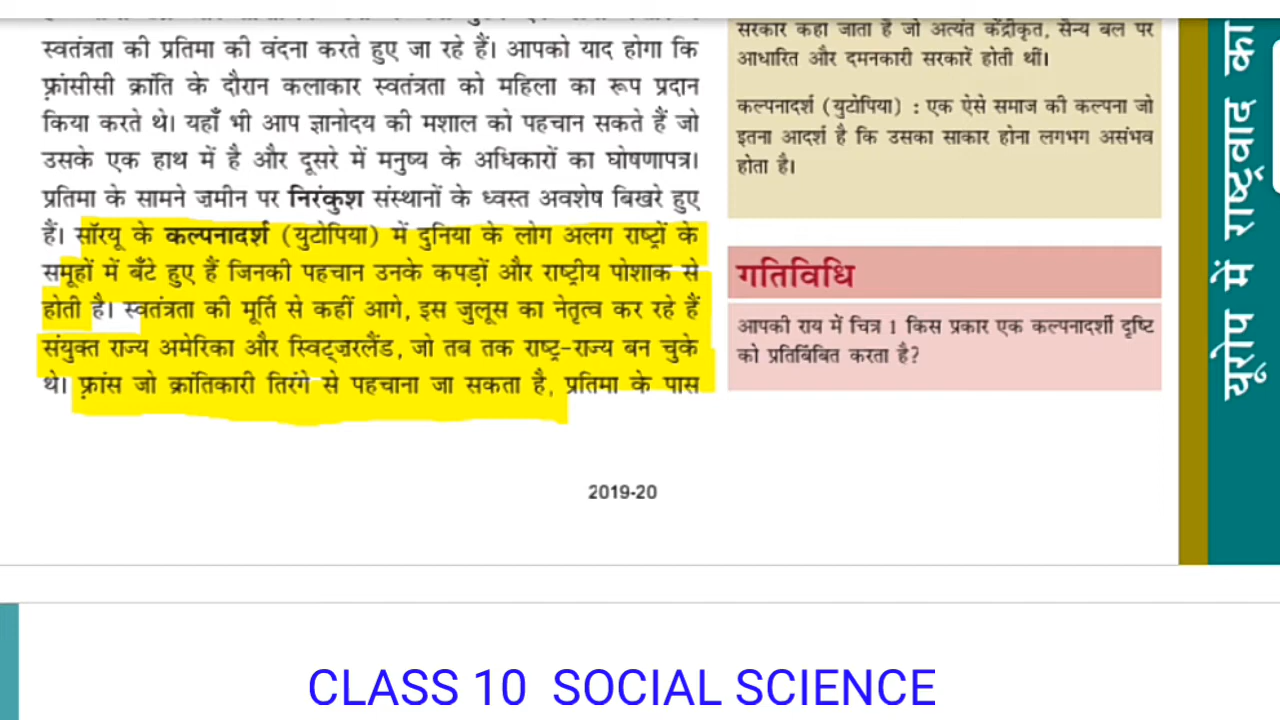 स्वतंत्रता की प्रतिमा की वंदना करते हुए जा रहे हैं। आपको याद होगा कि
फ़्रांसीसी क्रांति के दौरान कलाकार स्वतंत्रता को महिला का रूप प्रदान
किया करते थे। यहाँ भी आप ज्ञानोदय की मशाल को पहचान सकते हैं जो
उसके एक हाथ में है और दूसरे में मनुष्य के अधिकारों का घोषणापत्र।
प्रतिमा के सामने ज़मीन पर निरंकुश संस्थानों के ध्वस्त अवशेष बिखरे हुए
हैं। सॉरयू के कल्पनादर्श (युटोपिया) में दुनिया के लोग अलग राष्ट्रों के
समूहों में बँटे हुए हैं जिनकी पहचान उनके कपड़ों और राष्ट्रीय पोशाक से
होती है। स्वतंत्रता की मूर्ति से कहीं आगे, इस जुलूस का नेतृत्व कर रहे हैं
संयुक्त राज्य अमेरिका और स्विट्ज़रलैंड, जो तब तक राष्ट्र-राज्य बन चुके
थे। फ़्रांस जो क्रांतिकारी तिरंगे से पहचाना जा सकता है, प्रतिमा के पास
सरकार कहा जाता है जो अत्यंत केंद्रीकृत, सैन्य बल पर
आधारित और दमनकारी सरकारें होती थीं।
कल्पनादर्श (युटोपिया) : एक ऐसे समाज की कल्पना जो
इतना आदर्श है कि उसका साकार होना लगभग असंभव
होता है।
गतिविधि
आपकी राय में चित्र 1 किस प्रकार एक कल्पनादर्शी दृष्टि
को प्रतिबिंबित करता है?
यूरोप में राष्ट्रवाद का
2019-20
CLASS 10 SOCIAL SCIENCE